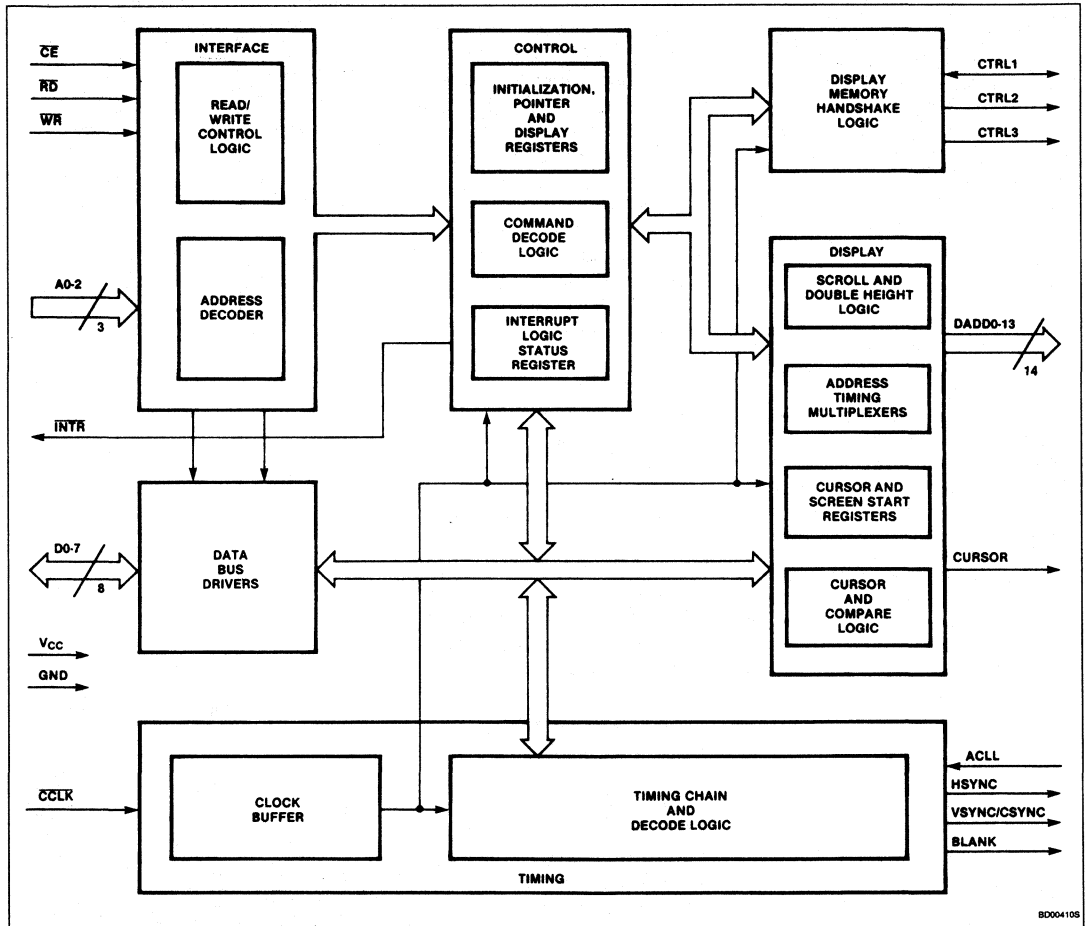 CE
RD
WR
A0-2
3
INTR
D0-7
8
VCC
GND
CCLK
INTERFACE
READ/
WRITE
CONTROL
LOGIC
ADDRESS
DECODER
DATA
BUS
DRIVERS
CONTROL
INITIALIZATION,
POINTER
AND
DISPLAY
REGISTERS
COMMAND
DECODE
LOGIC
INTERRUPT
LOGIC
STATUS
REGISTER
DISPLAY
MEMORY
HANDSHAKE
LOGIC
CTRL1
CTRL2
CTRL3
DISPLAY
SCROLL AND
DOUBLE HEIGHT
LOGIC
ADDRESS
TIMING
MULTIPLEXERS
CURSOR AND
SCREEN START
REGISTERS
CURSOR
AND
COMPARE
LOGIC
DADD0-13
14
CURSOR
CLOCK
BUFFER
TIMING CHAIN
AND
DECODE LOGIC
TIMING
ACLL
HSYNC
VSYNC/CSYNC
BLANK
BD00410S